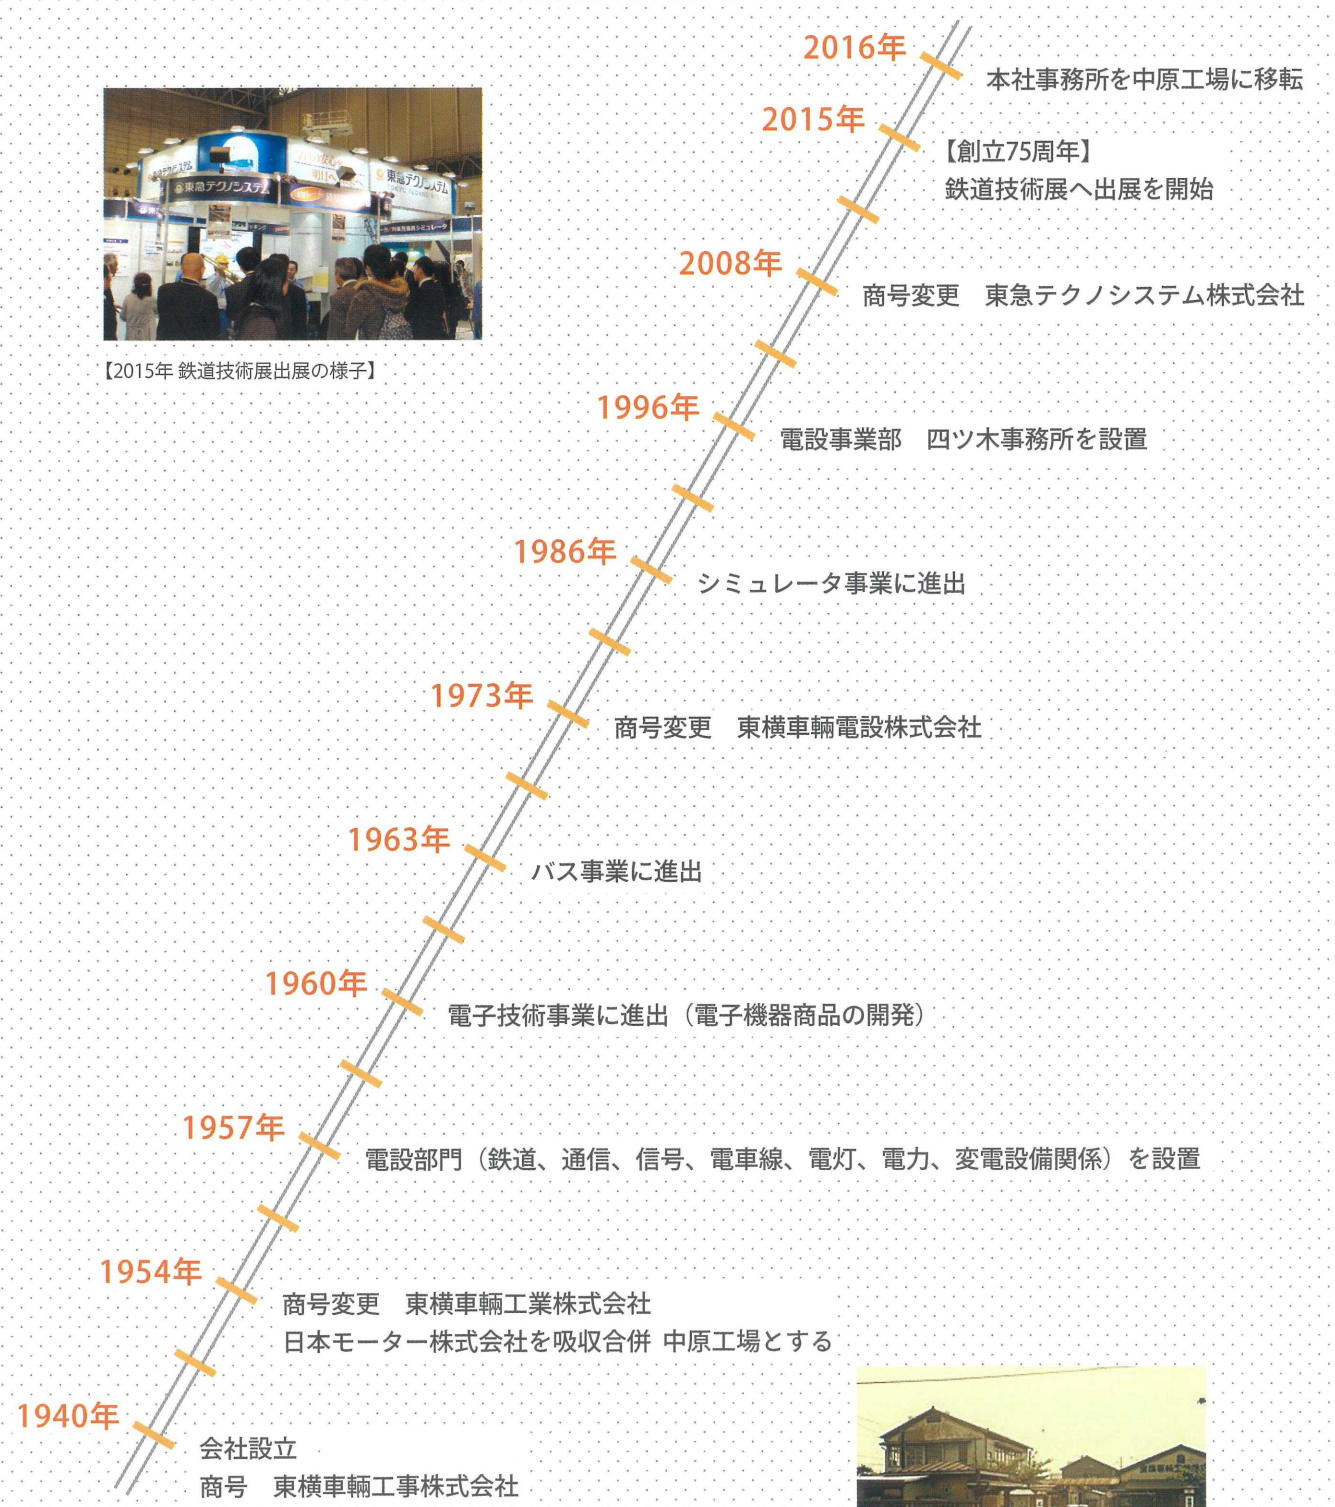 2016年
本社事務所を中原工場に移転
2015年
【創立75周年】
鉄道技術展へ出展を開始
東急テクノシステム
東急テクノシステム
【2015年 鉄道技術展出展の様子】
2008年
商号変更　東急テクノシステム株式会社
1996年
電設事業部　四ツ木事務所を設置
1986年
シミュレータ事業に進出
1973年
商号変更　東横車輛電設株式会社
1963年
バス事業に進出
1960年
電子技術事業に進出（電子機器商品の開発）
1957年
電設部門（鉄道、通信、信号、電車線、電灯、電力、変電設備関係）を設置
1954年
商号変更　東横車輛工業株式会社
日本モーター株式会社を吸収合併 中原工場とする
1940年
会社設立
商号　東横車輛工事株式会社